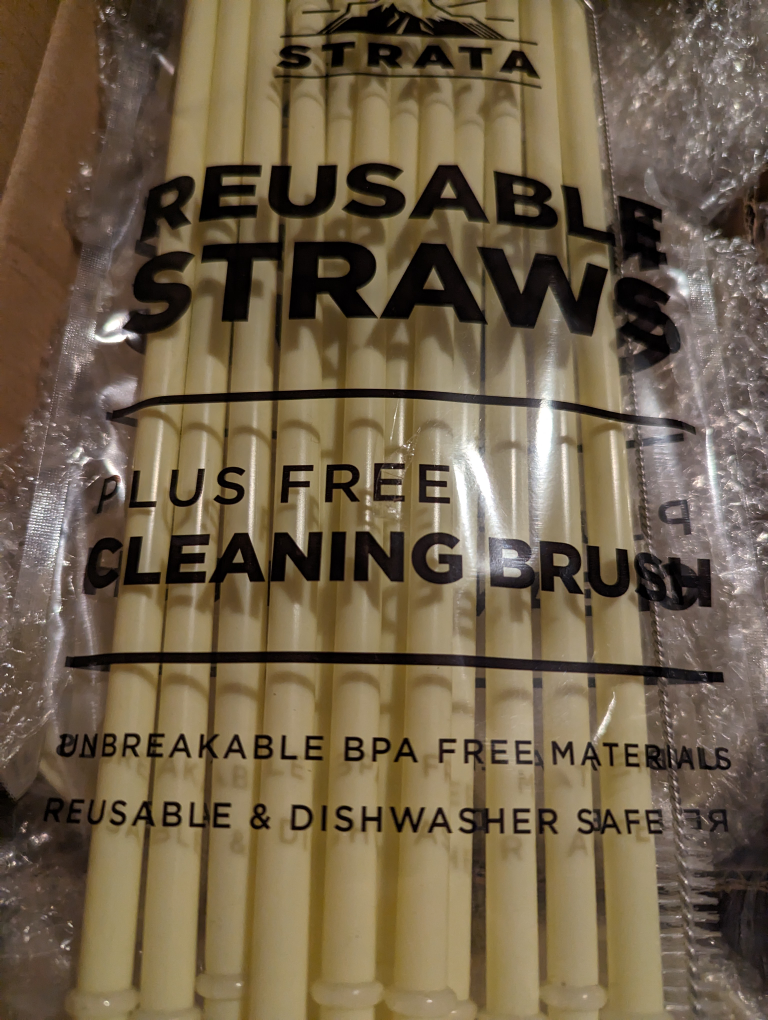 STRATA
REUSABLE
STRAWS
PLUS FREE
CLEANING BRUSH
UNBREAKABLE BPA FREE MATERIALS
REUSABLE & DISHWASHER SAFE